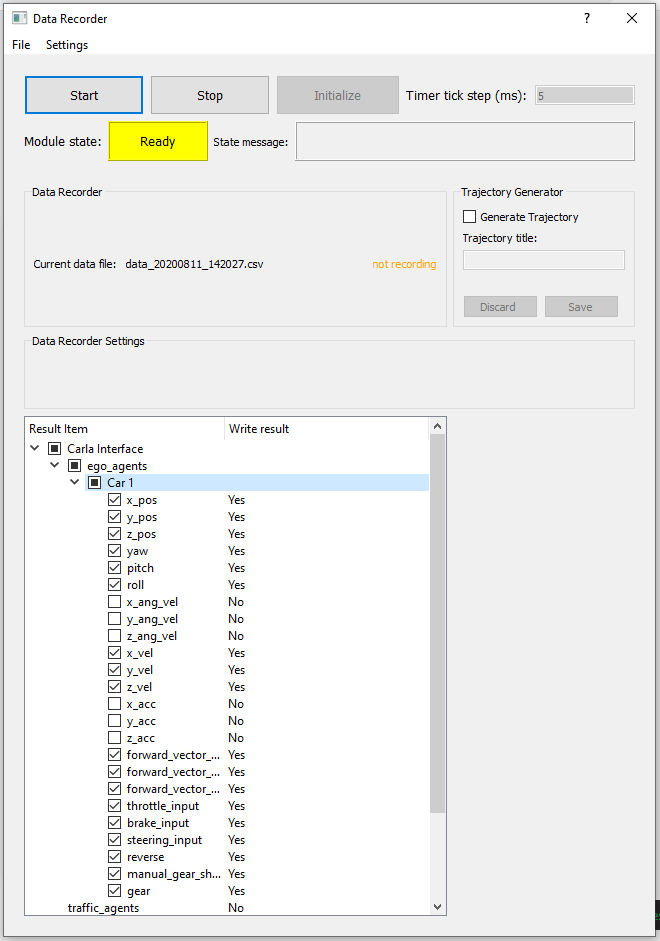 Data Recorder ?
File Settings
Start Stop Initialize Timer tick step (ms): 5
Module state: Ready State message:
Data Recorder
Current data file: data_20200811_142027.csv not recording
Trajectory Generator
Generate Trajectory
Trajectory title:
Discard Save
Data Recorder Settings
Result Item Write result
Carla Interface
ego_agents
Car 1
x_pos Yes
y_pos Yes
z_pos Yes
yaw Yes
pitch Yes
roll Yes
x_ang_vel No
y_ang_vel No
z_ang_vel No
x_vel Yes
y_vel Yes
z_vel Yes
x_acc No
y_acc No
z_acc No
forward_vector_... Yes
forward_vector_... Yes
forward_vector_... Yes
throttle_input Yes
brake_input Yes
steering_input Yes
reverse Yes
manual_gear_sh... Yes
gear Yes
traffic_agents No